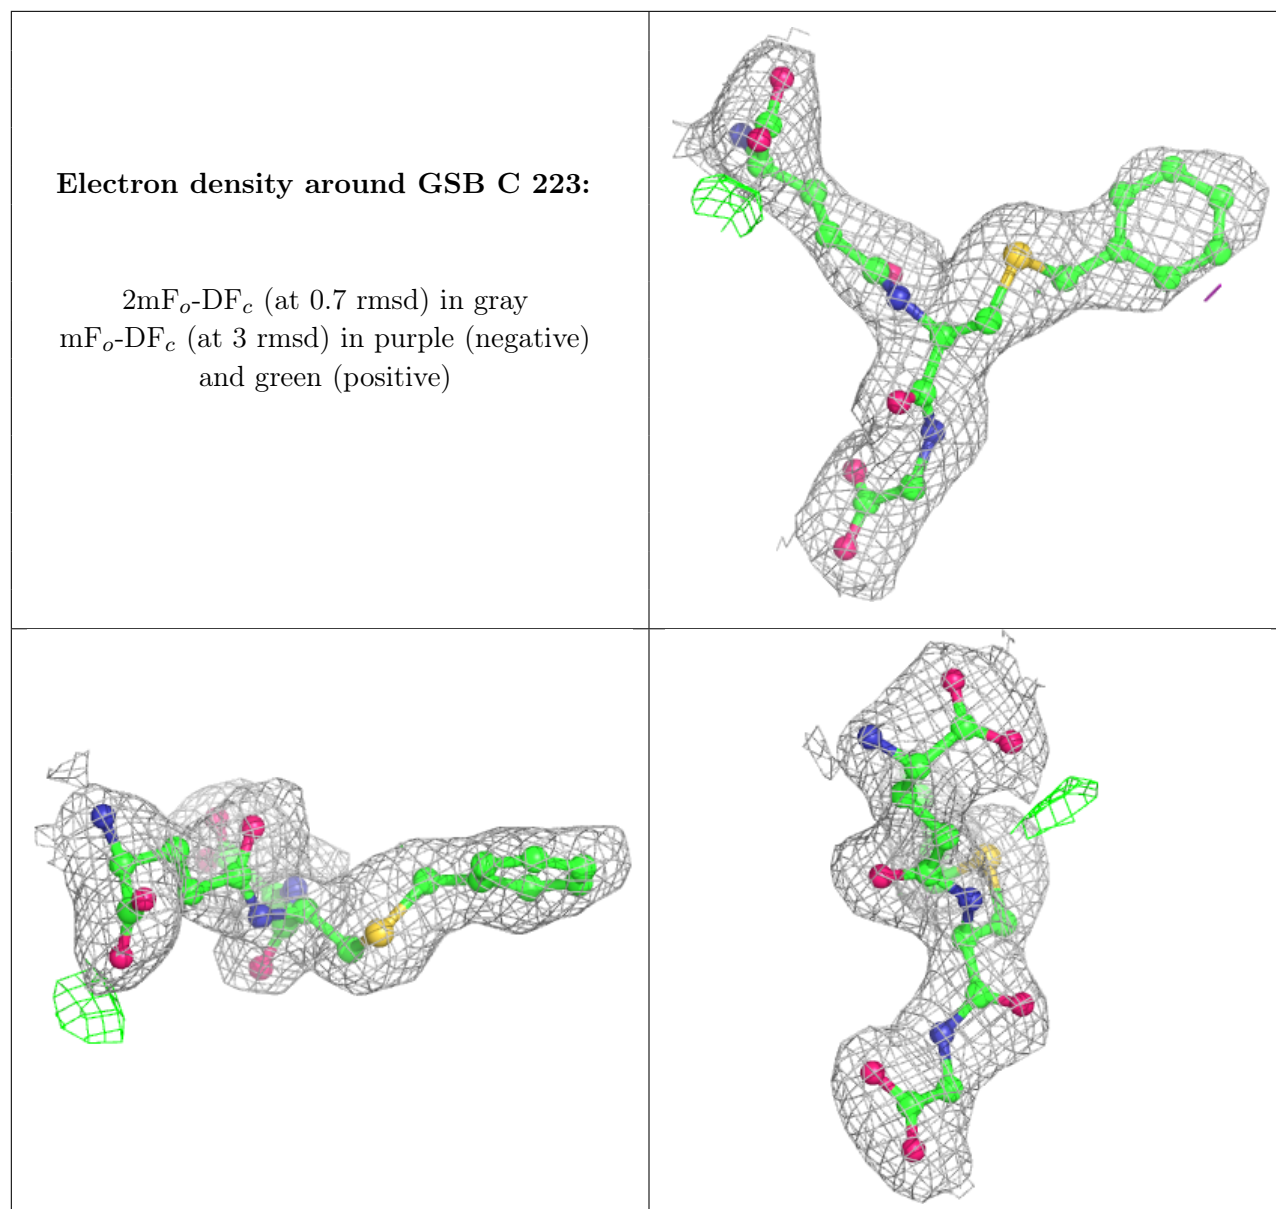 Electron density around GSB C 223:
2mFo-DFc (at 0.7 rmsd) in gray
mFo-DFc (at 3 rmsd) in purple (negative)
and green (positive)